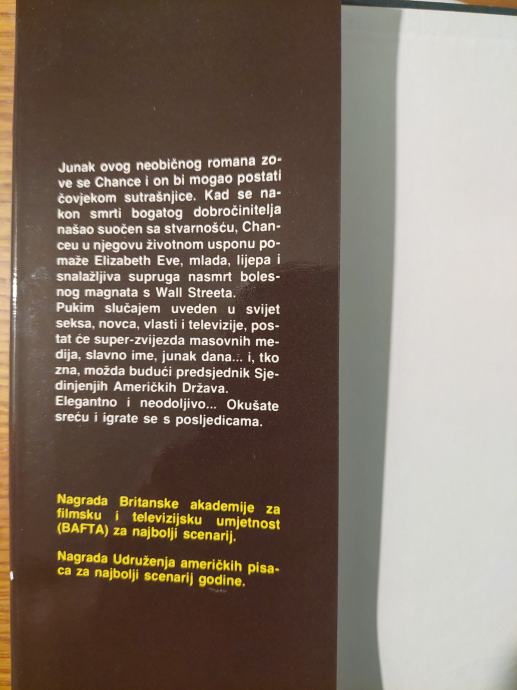 Junak ovog neobičnog romana zo-
ve se Chance i on bi mogao postati
čovjekom sutrašnjice. Kad se na-
kon smrti bogatog dobročinitelja
našao suočen sa stvarnošću, Chan-
ceu u njegovu životnom usponu po-
maže Elizabeth Eve, mlada, lijepa i
snalažljiva supruga nasmrt boles-
nog magnata s Wall Streeta.
Pukim slučajem uveden u svijet
seksa, novca, vlasti i televizije, pos-
tat će super-zvijezda masovnih me-
dija, slavno ime, junak dana... i, tko
zna, možda budući predsjednik Sje-
dinjenjih Američkih Država.
Elegantno i neodoljivo... Okušate
sreću i igrate se s posljedicama.
Nagrada Britanske akademije za
filmsku i televizijsku umjetnost
(BAFTA) za najbolji scenarij.
Nagrada Udruženja američkih pisa-
ca za najbolji scenarij godine.